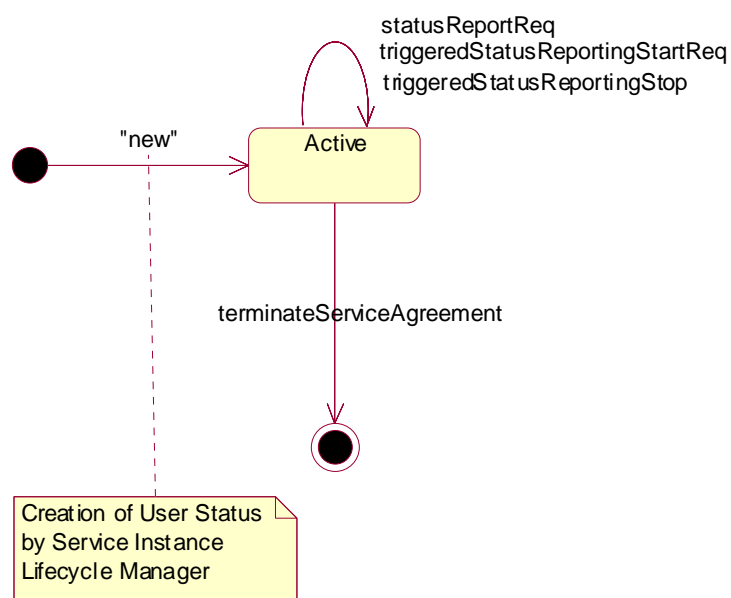 statusReportReq
triggeredStatusReportingStartReq
triggeredStatusReportingStop
"new"
Active
terminateServiceAgreement
Creation of User Status
by Service Instance
Lifecycle Manager